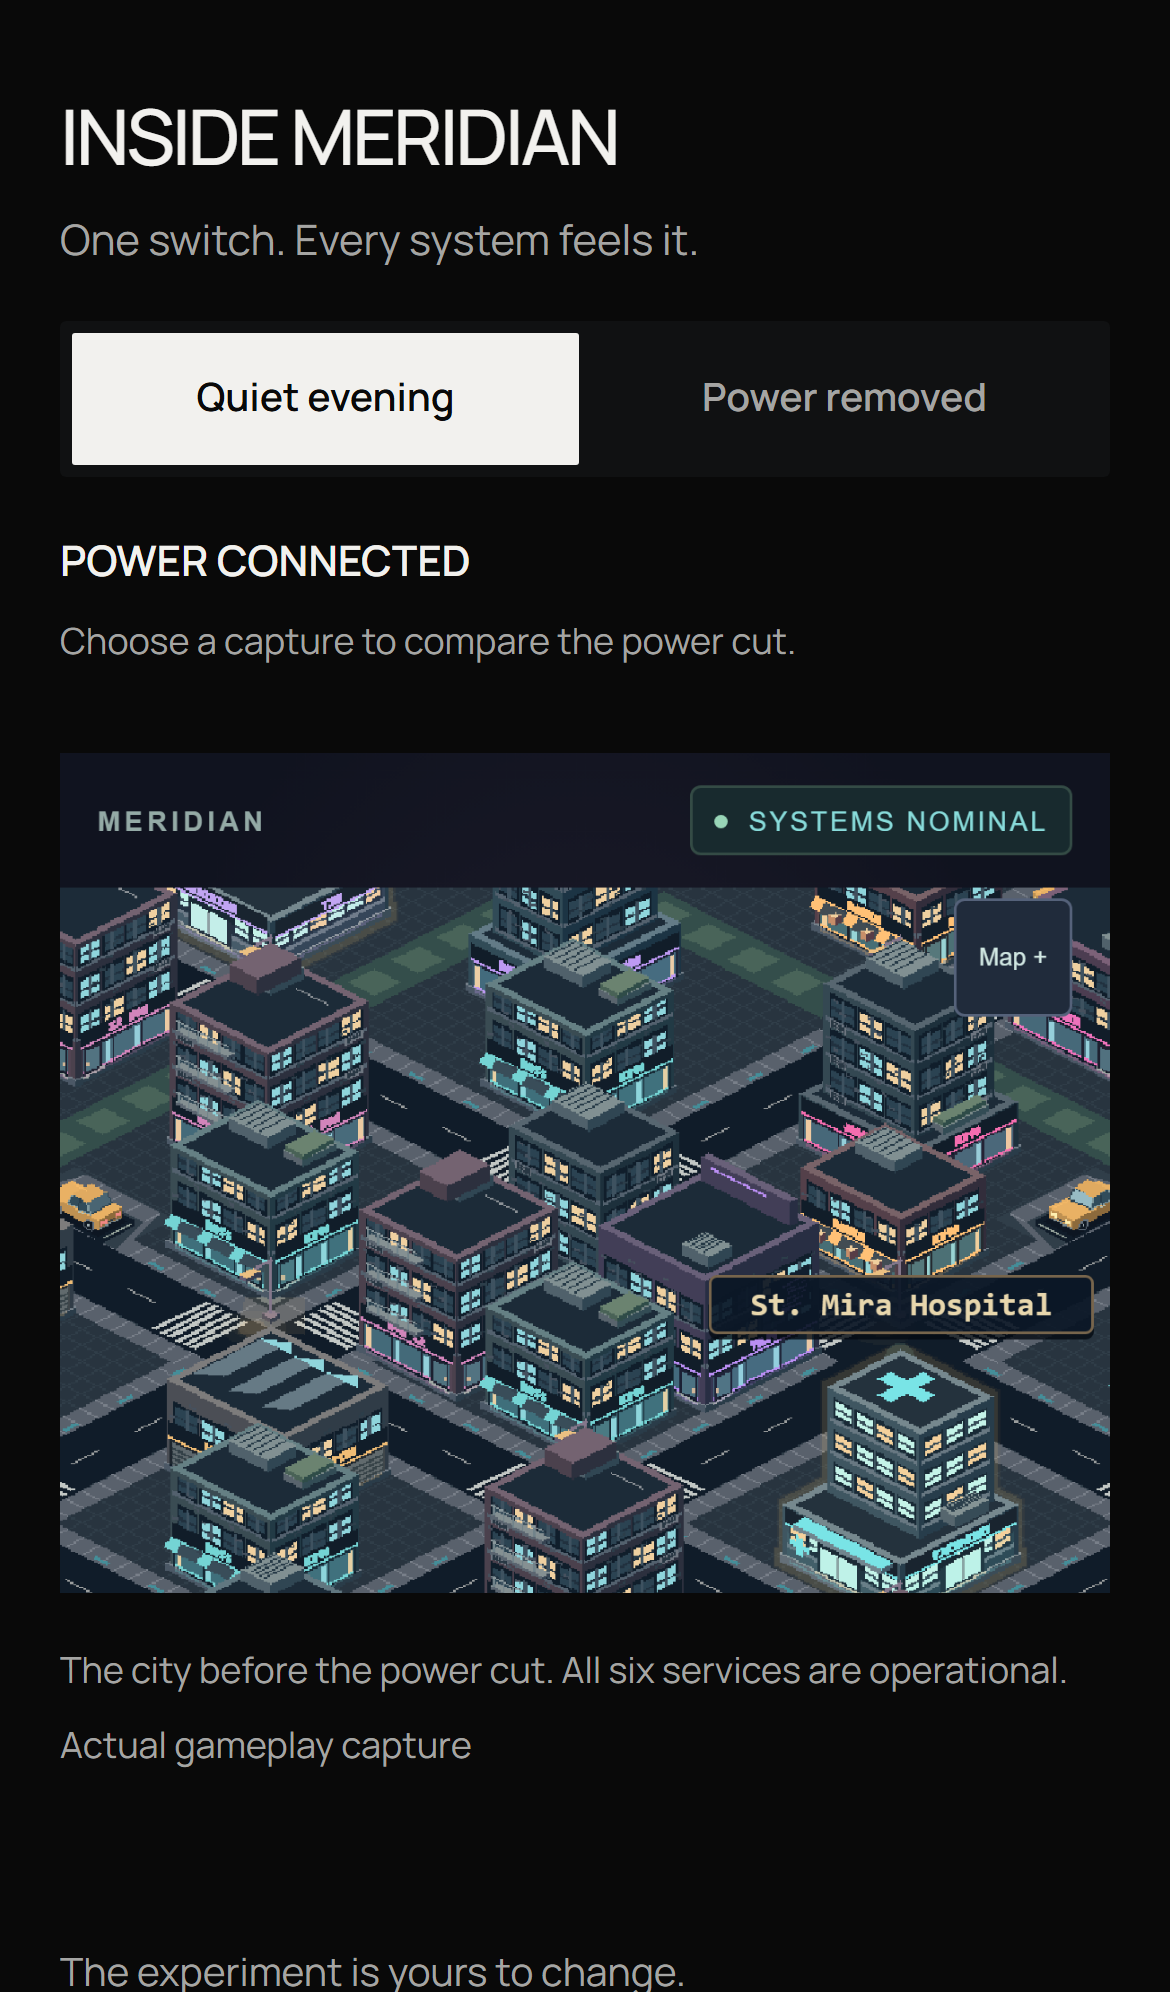 INSIDE MERIDIAN
One switch. Every system feels it.
Quiet evening
Power removed
POWER CONNECTED
Choose a capture to compare the power cut.
MERIDIAN
SYSTEMS NOMINAL
Map +
St. Mira Hospital
The city before the power cut. All six services are operational.
Actual gameplay capture
The experiment is yours to change.